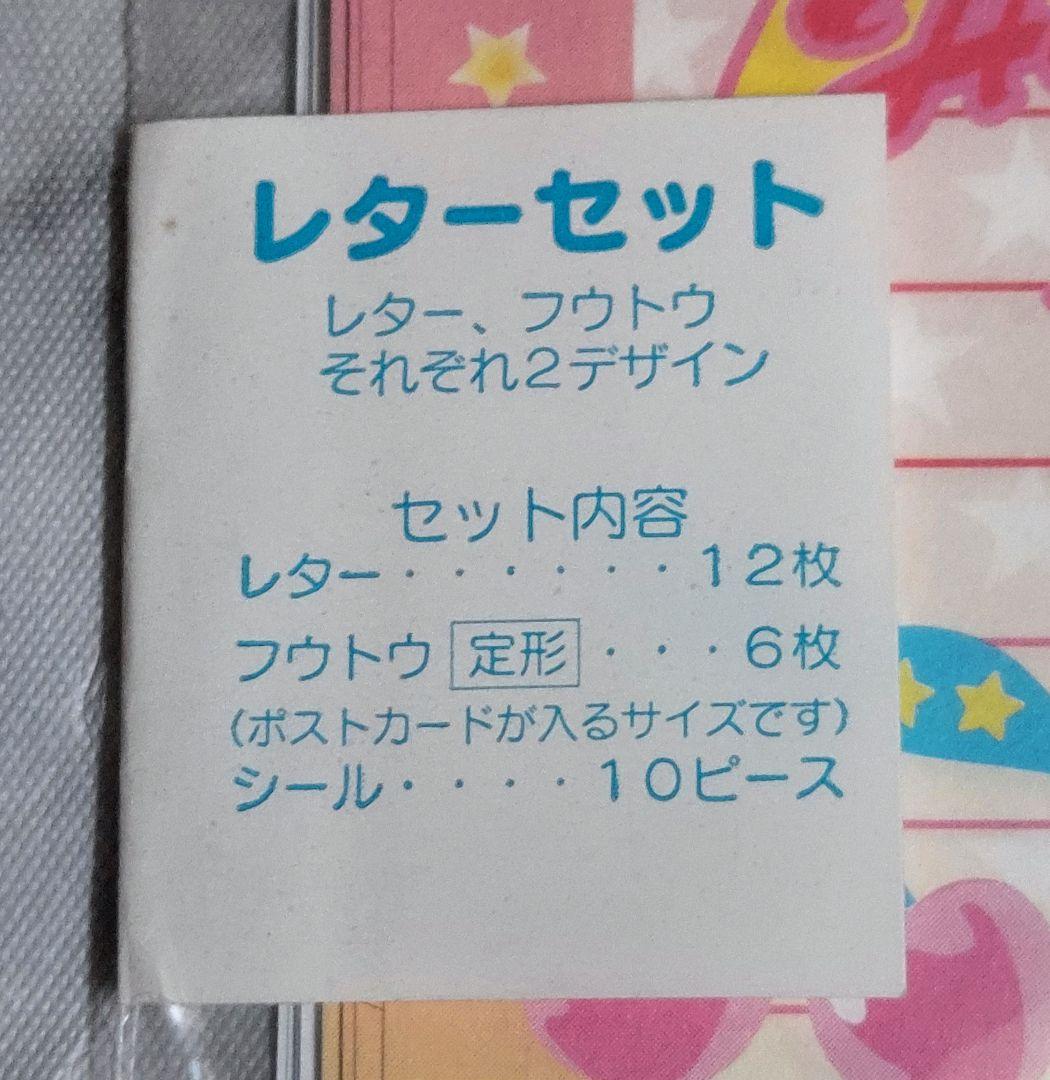 レターセット
レター、フウトウ
それぞれ２デザイン
セット内容
レター・・・・・・１２枚
フウトウ 定形 ・・・６枚
（ポストカードが入るサイズです）
シール・・・・１０ピース